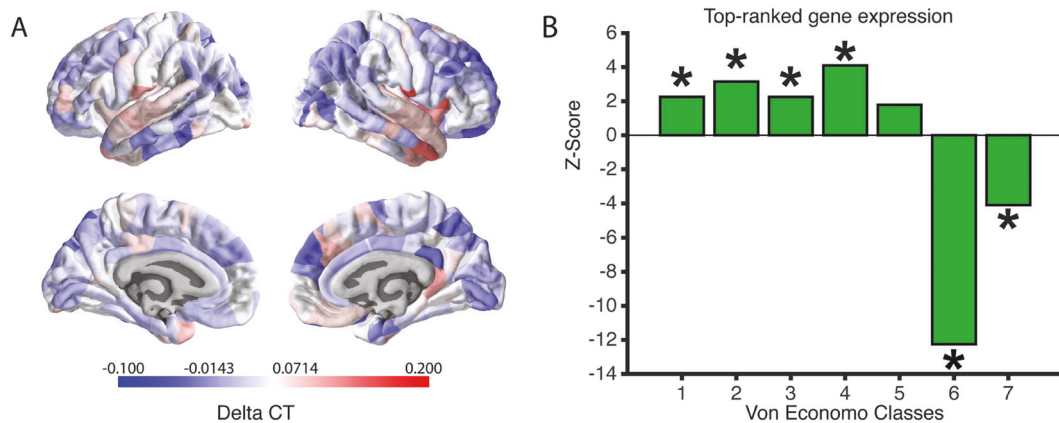 A
-0.100 -0.0143 0.0714 0.200
Delta CT
B
Top-ranked gene expression
Z-Score
6
4
2
0
-2
-4
-6
-8
-10
-12
-14
* * * * * *
1 2 3 4 5 6 7
Von Economo Classes